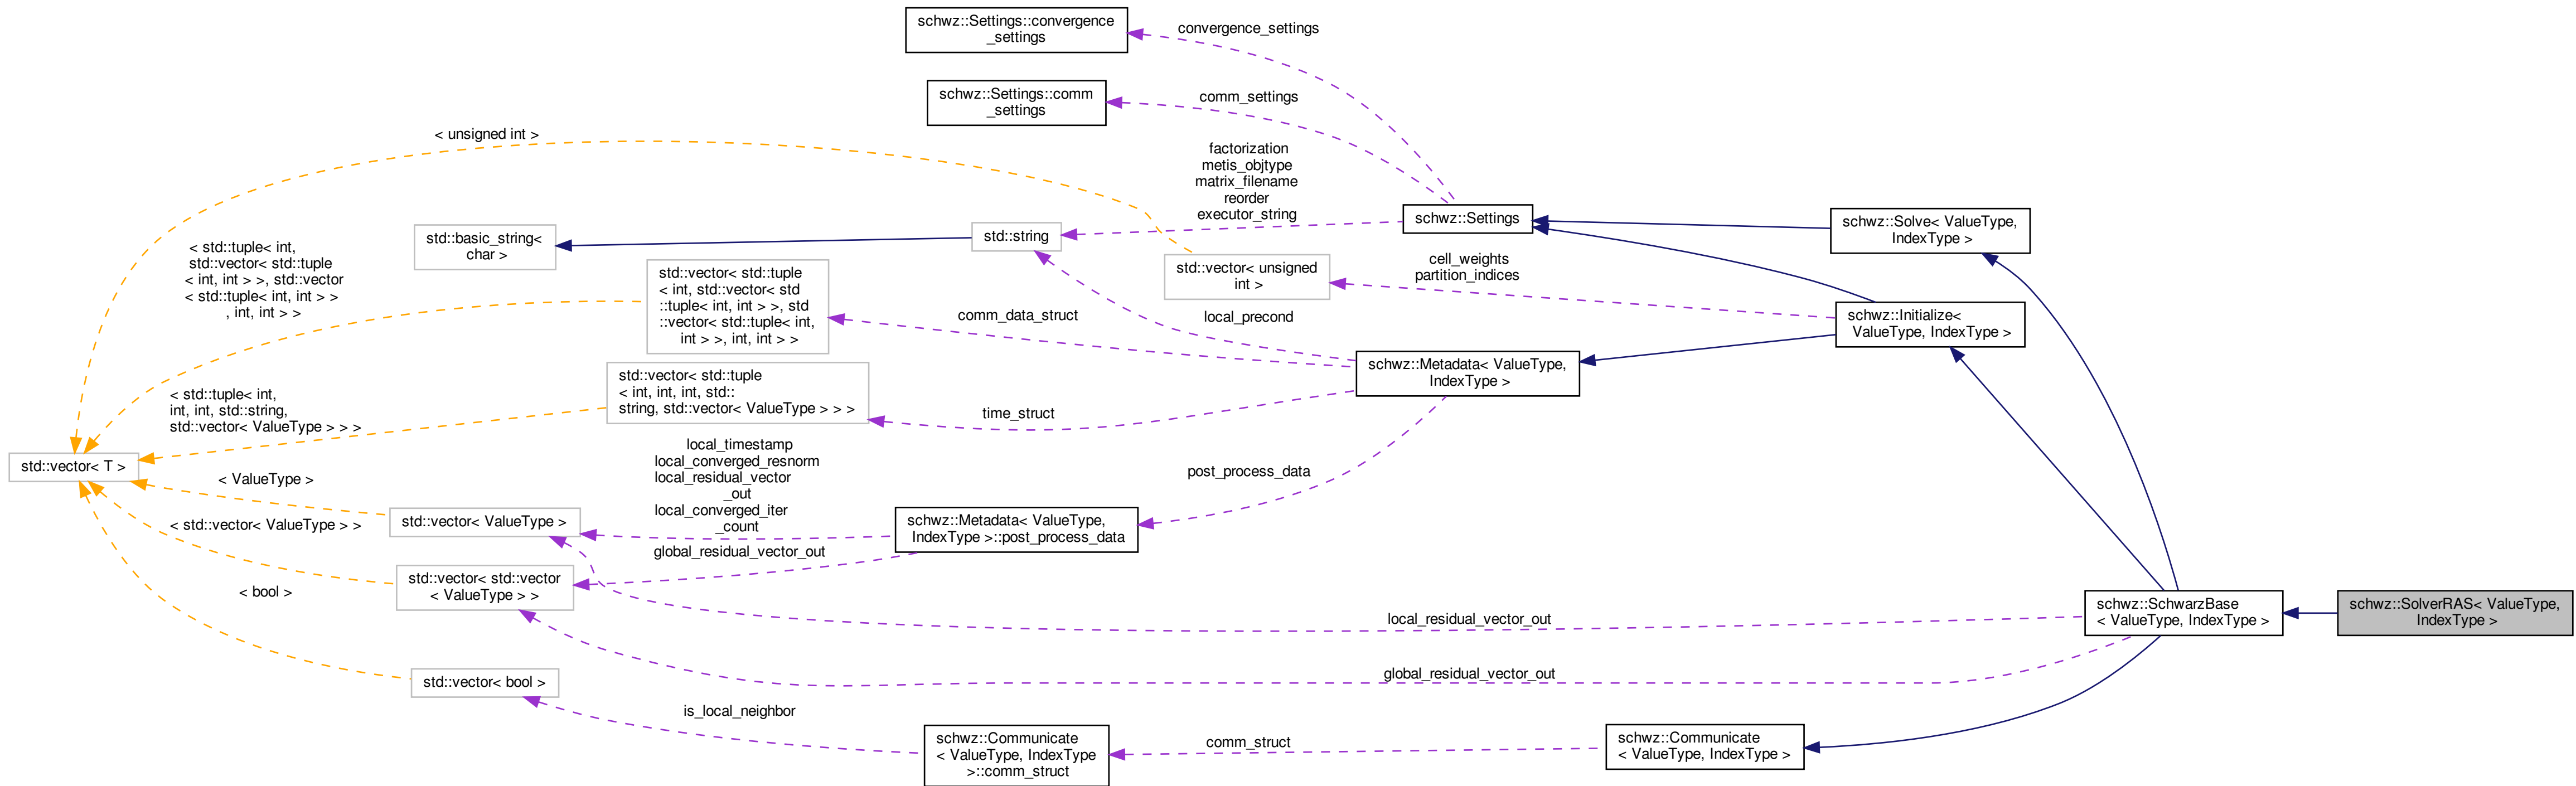 schwz::Settings::convergence
_settings
convergence_settings
schwz::Settings::comm
_settings
comm_settings
< unsigned int >
factorization
metis_objtype
matrix_filename
reorder
executor_string
schwz::Settings
schwz::Solve< ValueType,
IndexType >
std::basic_string<
char >
std::string
< std::tuple< int,
std::vector< std::tuple
< int, int > >, std::vector
< std::tuple< int, int > >
, int, int > >
std::vector< std::tuple
< int, std::vector< std
::tuple< int, int > >, std
::vector< std::tuple< int,
int > >, int, int > >
std::vector< unsigned
int >
cell_weights
partition_indices
comm_data_struct
local_precond
schwz::Initialize<
ValueType, IndexType >
schwz::Metadata< ValueType,
IndexType >
std::vector< std::tuple
< int, int, int, std::
string, std::vector< ValueType > > >
< std::tuple< int,
int, int, std::string,
std::vector< ValueType > > >
time_struct
std::vector< T >
local_timestamp
local_converged_resnorm
local_residual_vector
_out
local_converged_iter
_count
post_process_data
< ValueType >
< std::vector< ValueType > >
std::vector< ValueType >
schwz::Metadata< ValueType,
IndexType >::post_process_data
global_residual_vector_out
std::vector< std::vector
< ValueType > >
< bool >
local_residual_vector_out
schwz::SchwarzBase
< ValueType, IndexType >
schwz::SolverRAS< ValueType,
IndexType >
global_residual_vector_out
std::vector< bool >
is_local_neighbor
schwz::Communicate
< ValueType, IndexType
>::comm_struct
comm_struct
schwz::Communicate
< ValueType, IndexType >